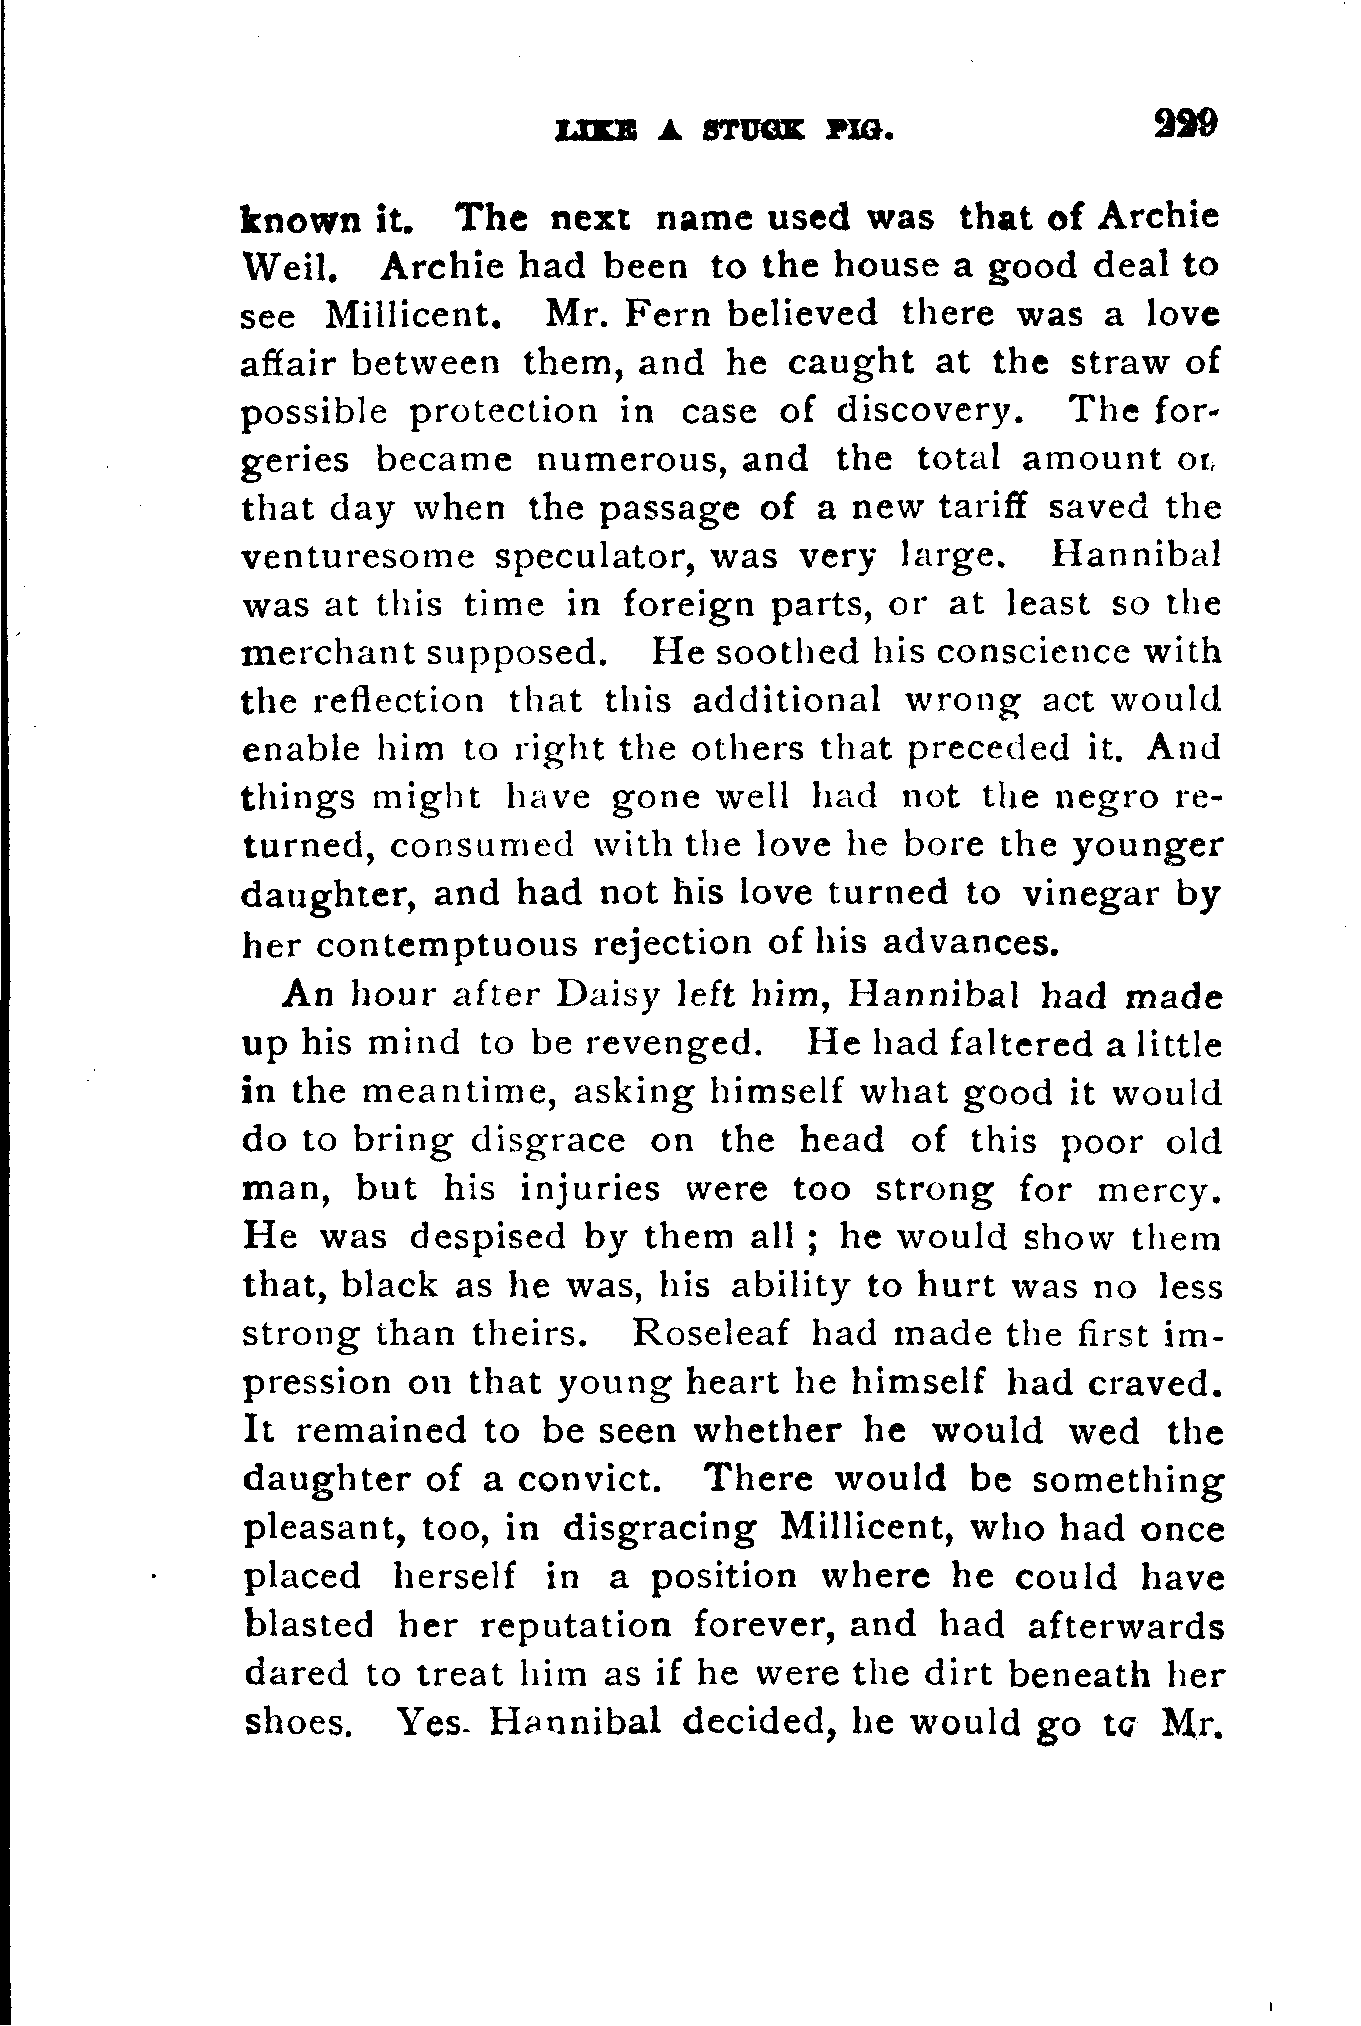 LIKE A STUCK PIG. 229
known it. The next name used was that of Archie
Weil. Archie had been to the house a good deal to
see Millicent. Mr. Fern believed there was a love
affair between them, and he caught at the straw of
possible protection in case of discovery. The for-
geries became numerous, and the total amount on
that day when the passage of a new tariff saved the
venturesome speculator, was very large. Hannibal
was at this time in foreign parts, or at least so the
merchant supposed. He soothed his conscience with
the reflection that this additional wrong act would
enable him to right the others that preceded it. And
things might have gone well had not the negro re-
turned, consumed with the love he bore the younger
daughter, and had not his love turned to vinegar by
her contemptuous rejection of his advances.
An hour after Daisy left him, Hannibal had made
up his mind to be revenged. He had faltered a little
in the meantime, asking himself what good it would
do to bring disgrace on the head of this poor old
man, but his injuries were too strong for mercy.
He was despised by them all ; he would show them
that, black as he was, his ability to hurt was no less
strong than theirs. Roseleaf had made the first im-
pression on that young heart he himself had craved.
It remained to be seen whether he would wed the
daughter of a convict. There would be something
pleasant, too, in disgracing Millicent, who had once
placed herself in a position where he could have
blasted her reputation forever, and had afterwards
dared to treat him as if he were the dirt beneath her
shoes. Yes. Hannibal decided, he would go to Mr.